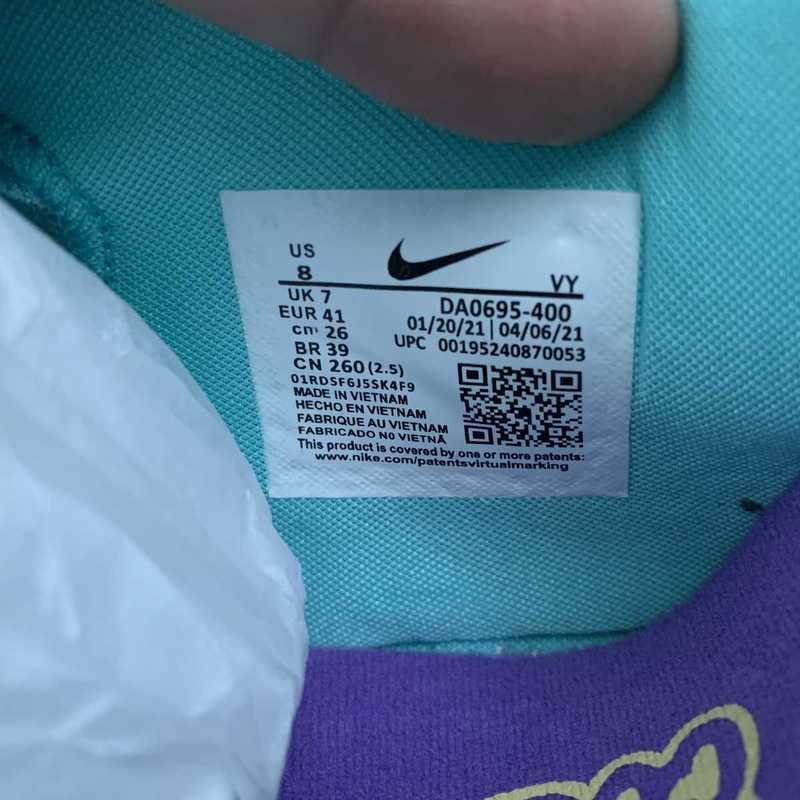 US
8
VY
UK 7
DA0695-400
EUR 41
01/20/21 | 04/06/21
cm 26
UPC 00195240870053
BR 39
CN 260 (2.5)
01RDSF6J5SK4F9
MADE IN VIETNAM
HECHO EN VIETNAM
FABRIQUE AU VIETNAM
FABRICADO NO VIETNÃ
This product is covered by one or more patents:
www.nike.com/patentsvirtualmarking